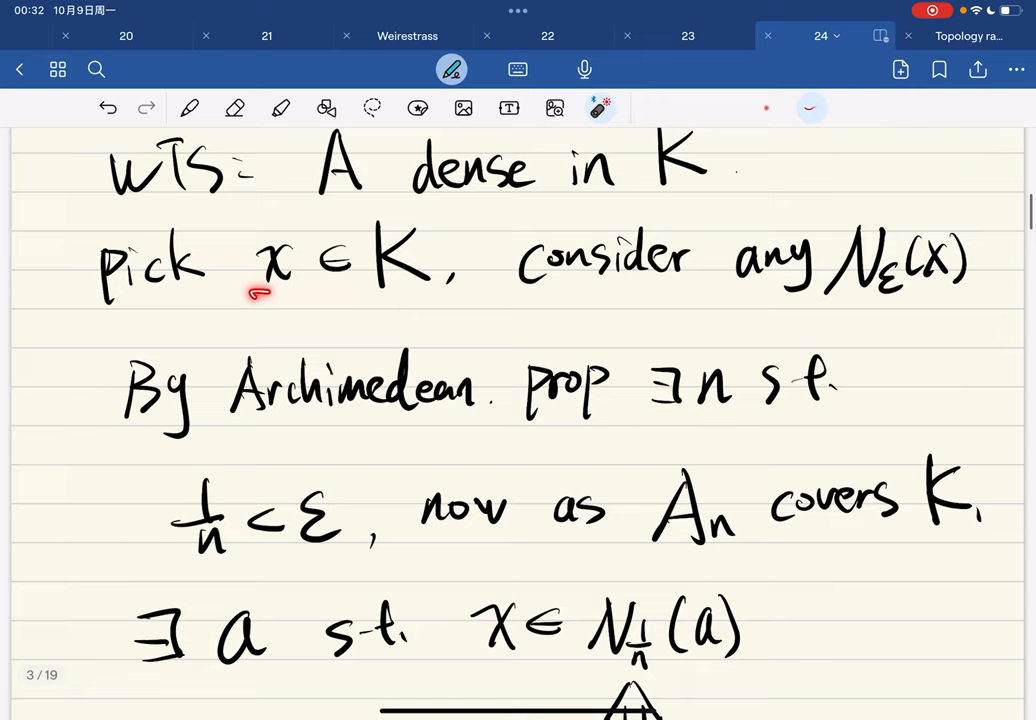 00:32 10月9日周一
20 21 Weirestrass 22 23 24 Topology ra...
WTS: A dense in K
pick x ∈ K, consider any N_ε(x)
By Archimedean. prop ∃ n s.t.
1/n < ε, now as A_n covers K,
∃ a s.t. x ∈ N_{1/n}(a)
3 / 19